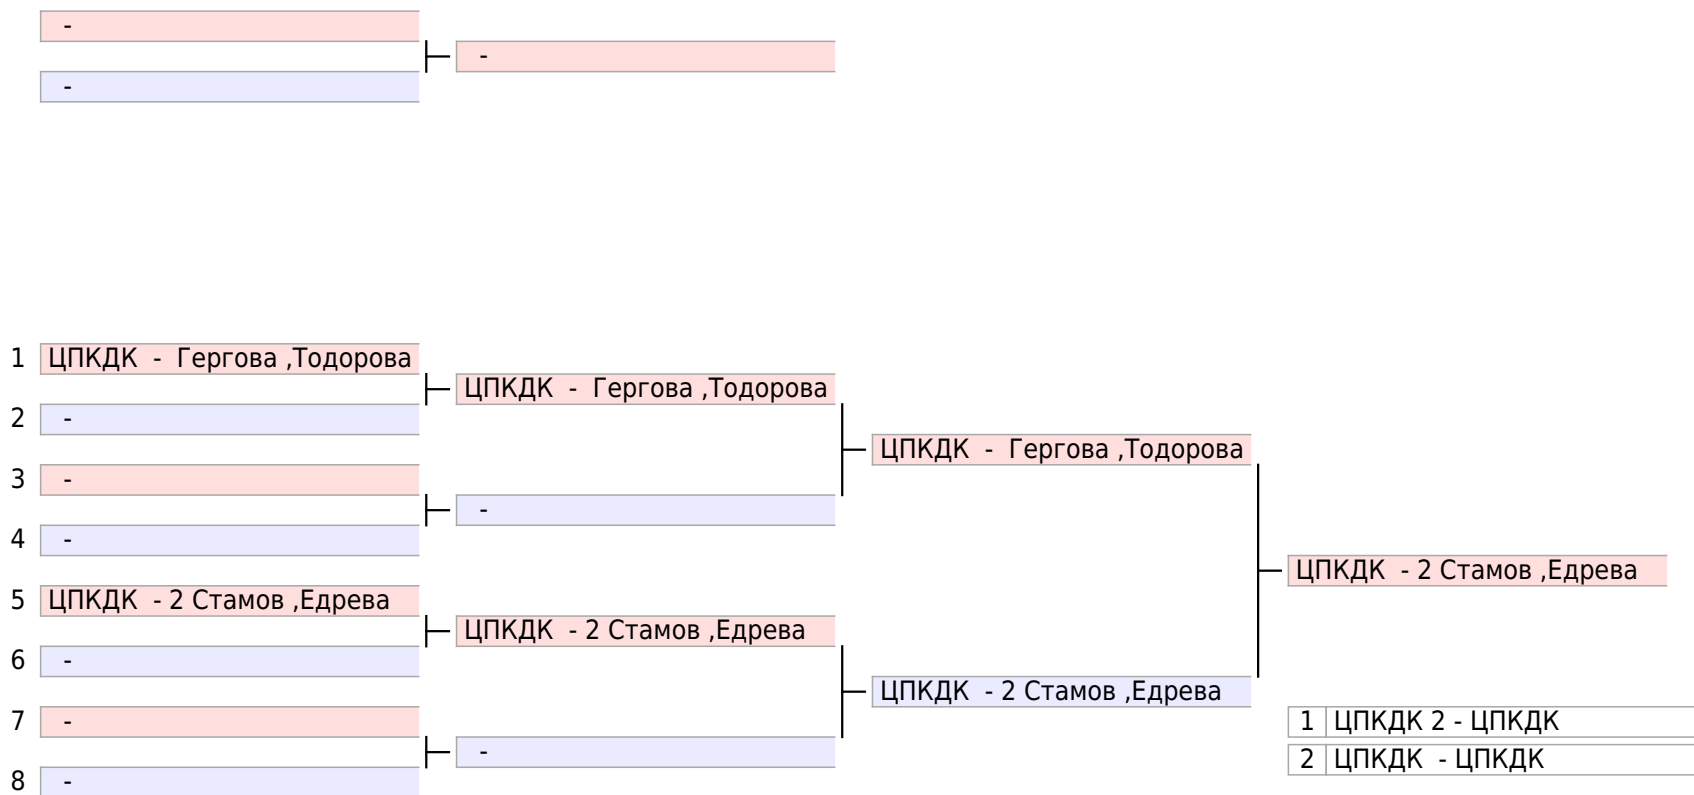 -
-
-
1 ЦПКДК - Гергова ,Тодорова
ЦПКДК - Гергова ,Тодорова
2 -
ЦПКДК - Гергова ,Тодорова
3 -
-
4 -
ЦПКДК - 2 Стамов ,Едрева
5 ЦПКДК - 2 Стамов ,Едрева
ЦПКДК - 2 Стамов ,Едрева
6 -
ЦПКДК - 2 Стамов ,Едрева
7 -
1 ЦПКДК 2 - ЦПКДК
-
2 ЦПКДК - ЦПКДК
8 -